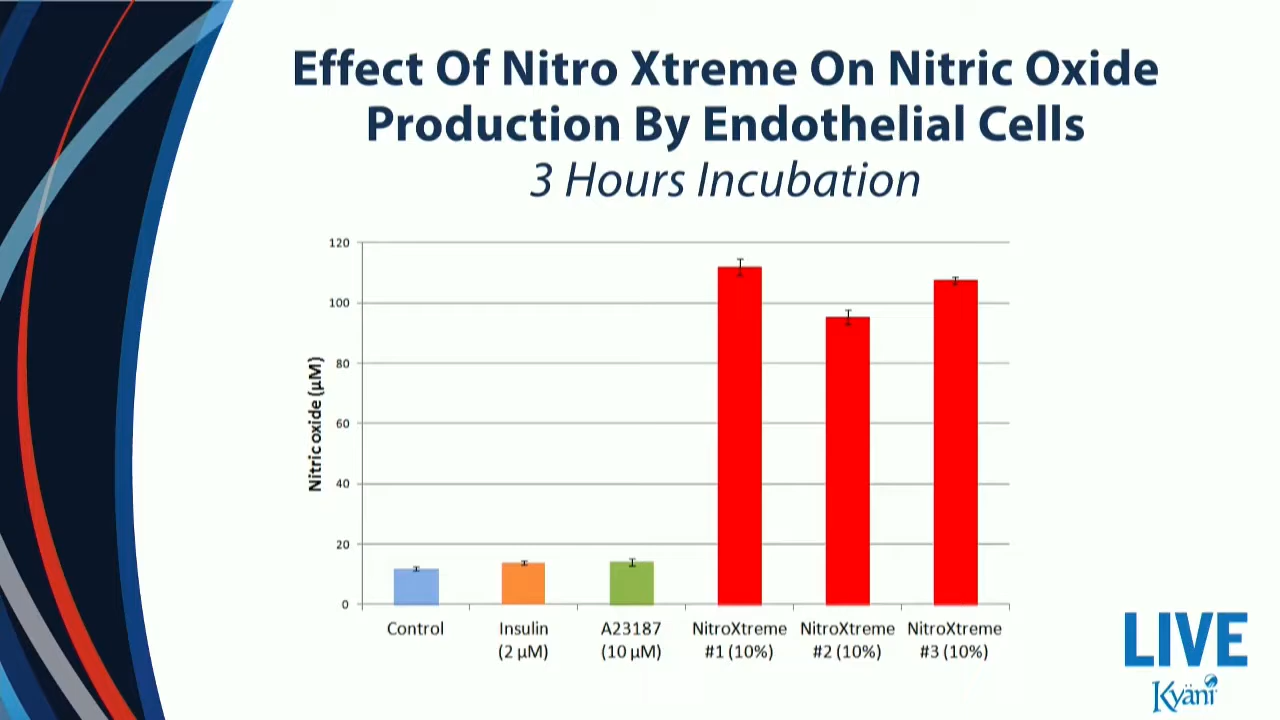 Effect Of Nitro Xtreme On Nitric Oxide
Production By Endothelial Cells
3 Hours Incubation
120
100
80
60
40
20
0
Nitric oxide (µM)
Control
Insulin
(2 µM)
A23187
(10 µM)
NitroXtreme
#1 (10%)
NitroXtreme
#2 (10%)
NitroXtreme
#3 (10%)
LIVE
Kyäni